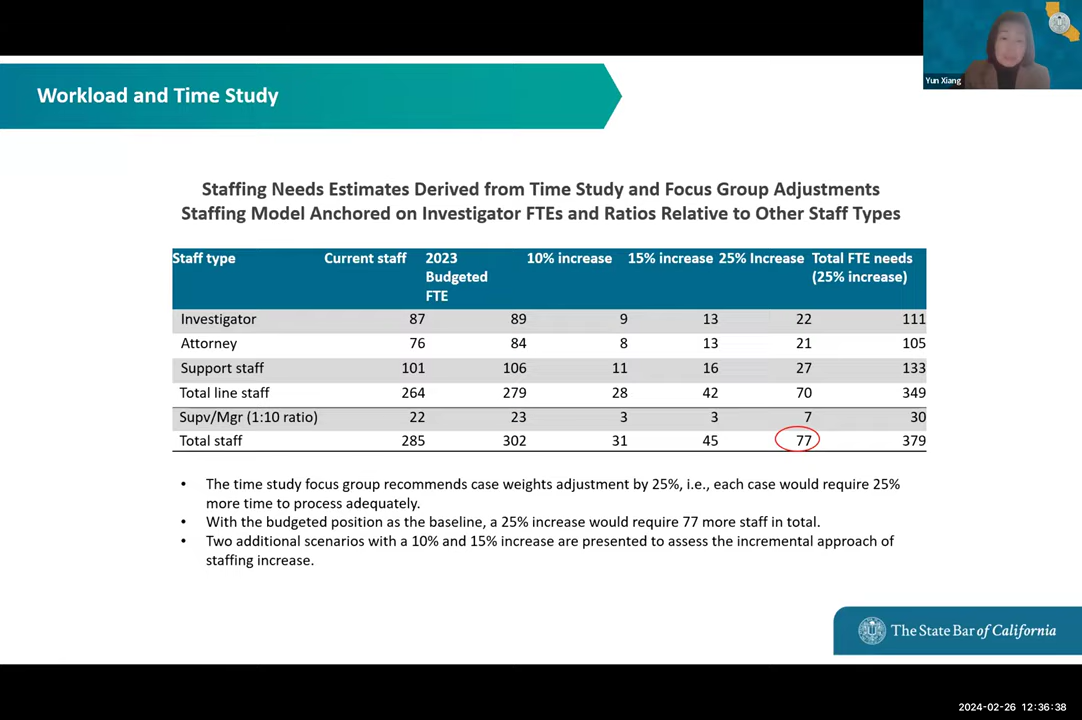 Yun Xiang
Workload and Time Study
Staffing Needs Estimates Derived from Time Study and Focus Group Adjustments
Staffing Model Anchored on Investigator FTEs and Ratios Relative to Other Staff Types
Staff type Current staff 2023 Budgeted FTE 10% increase 15% increase 25% Increase Total FTE needs (25% increase)
Investigator 87 89 9 13 22 111
Attorney 76 84 8 13 21 105
Support staff 101 106 11 16 27 133
Total line staff 264 279 28 42 70 349
Supv/Mgr (1:10 ratio) 22 23 3 3 7 30
Total staff 285 302 31 45 77 379
• The time study focus group recommends case weights adjustment by 25%, i.e., each case would require 25%
more time to process adequately.
• With the budgeted position as the baseline, a 25% increase would require 77 more staff in total.
• Two additional scenarios with a 10% and 15% increase are presented to assess the incremental approach of
staffing increase.
The State Bar of California
2024-02-26 12:36:38